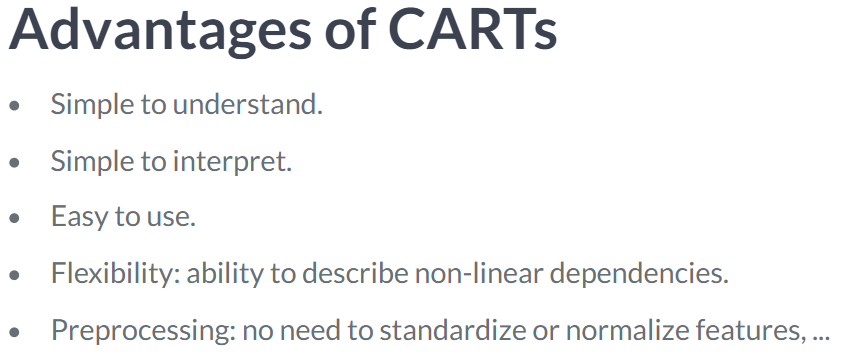 Advantages of CARTs
• Simple to understand.
• Simple to interpret.
• Easy to use.
• Flexibility: ability to describe non-linear dependencies.
• Preprocessing: no need to standardize or normalize features, ...